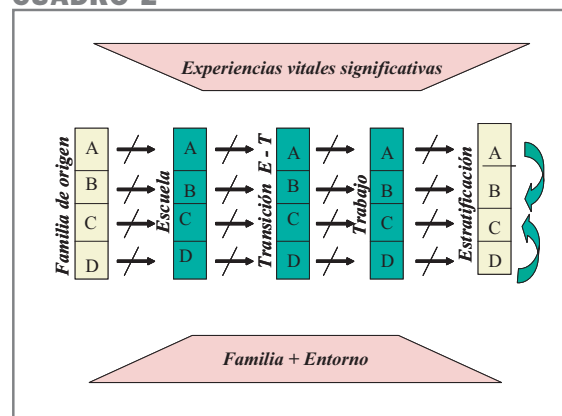 CUADRO 2
Experiencias vitales significativas
Familia de origen
A
B
C
D
Escuela
A
B
C
D
Transición E - T
A
B
C
D
Trabajo
A
B
C
D
Estratificación
A
B
C
D
Familia + Entorno